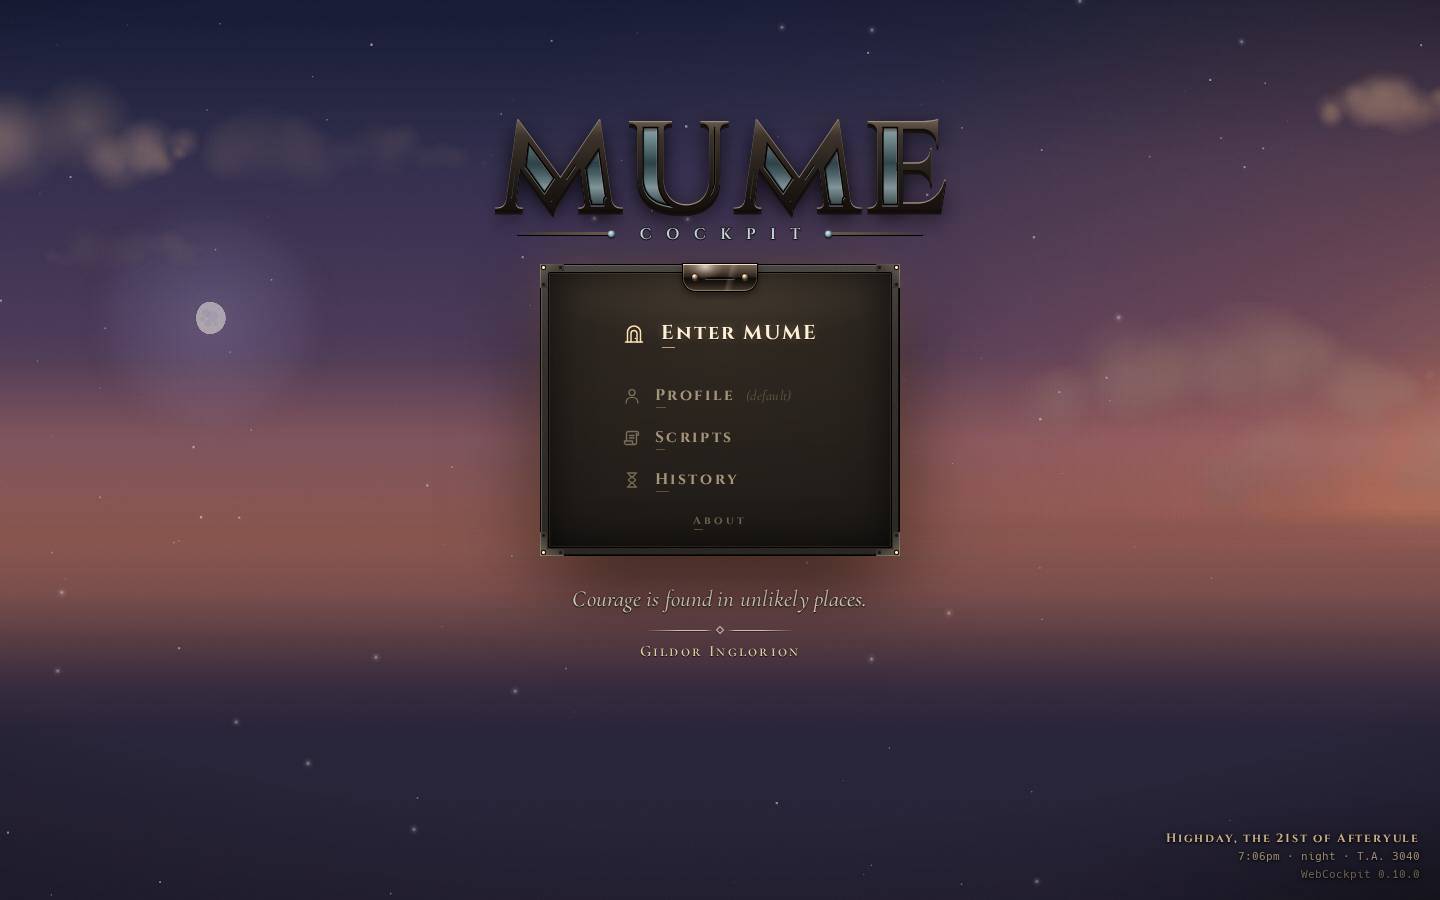 MUME
COCKPIT
Enter MUME
Profile (default)
Scripts
History
About
Courage is found in unlikely places.
Gildor Inglorion
Highday, the 21st of Afteryule
7:06pm · night · T.A. 3040
WebCockpit 0.10.0